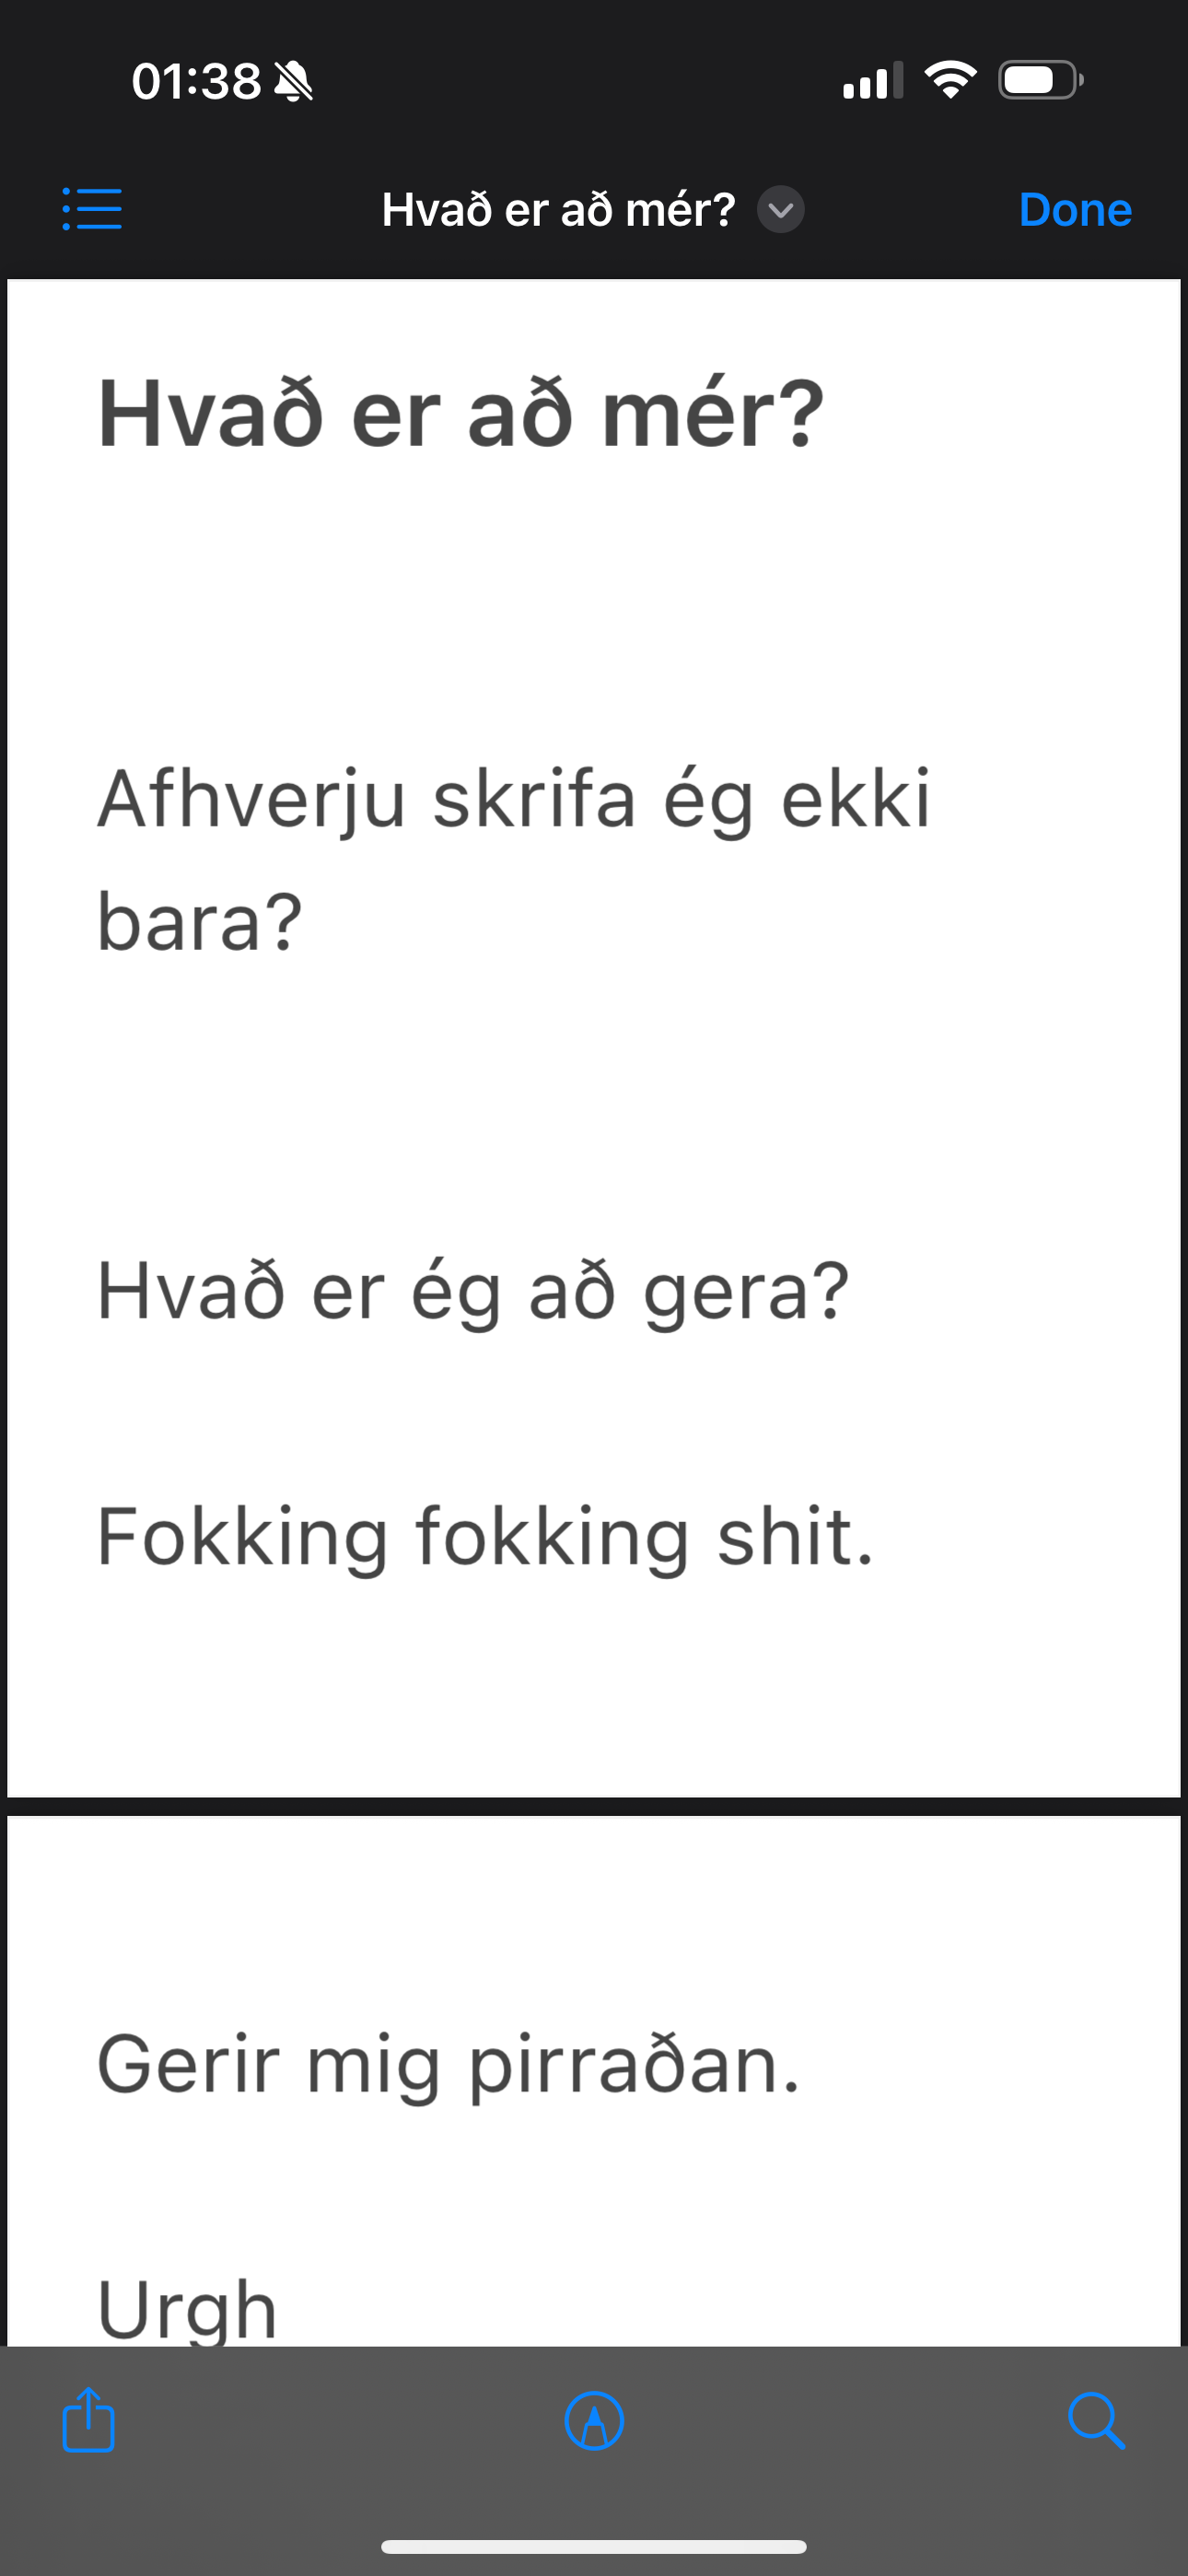 01:38
Hvað er að mér?
Done
Hvað er að mér?
Afhverju skrifa ég ekki
bara?
Hvað er ég að gera?
Fokking fokking shit.
Gerir mig pirraðan.
Urgh